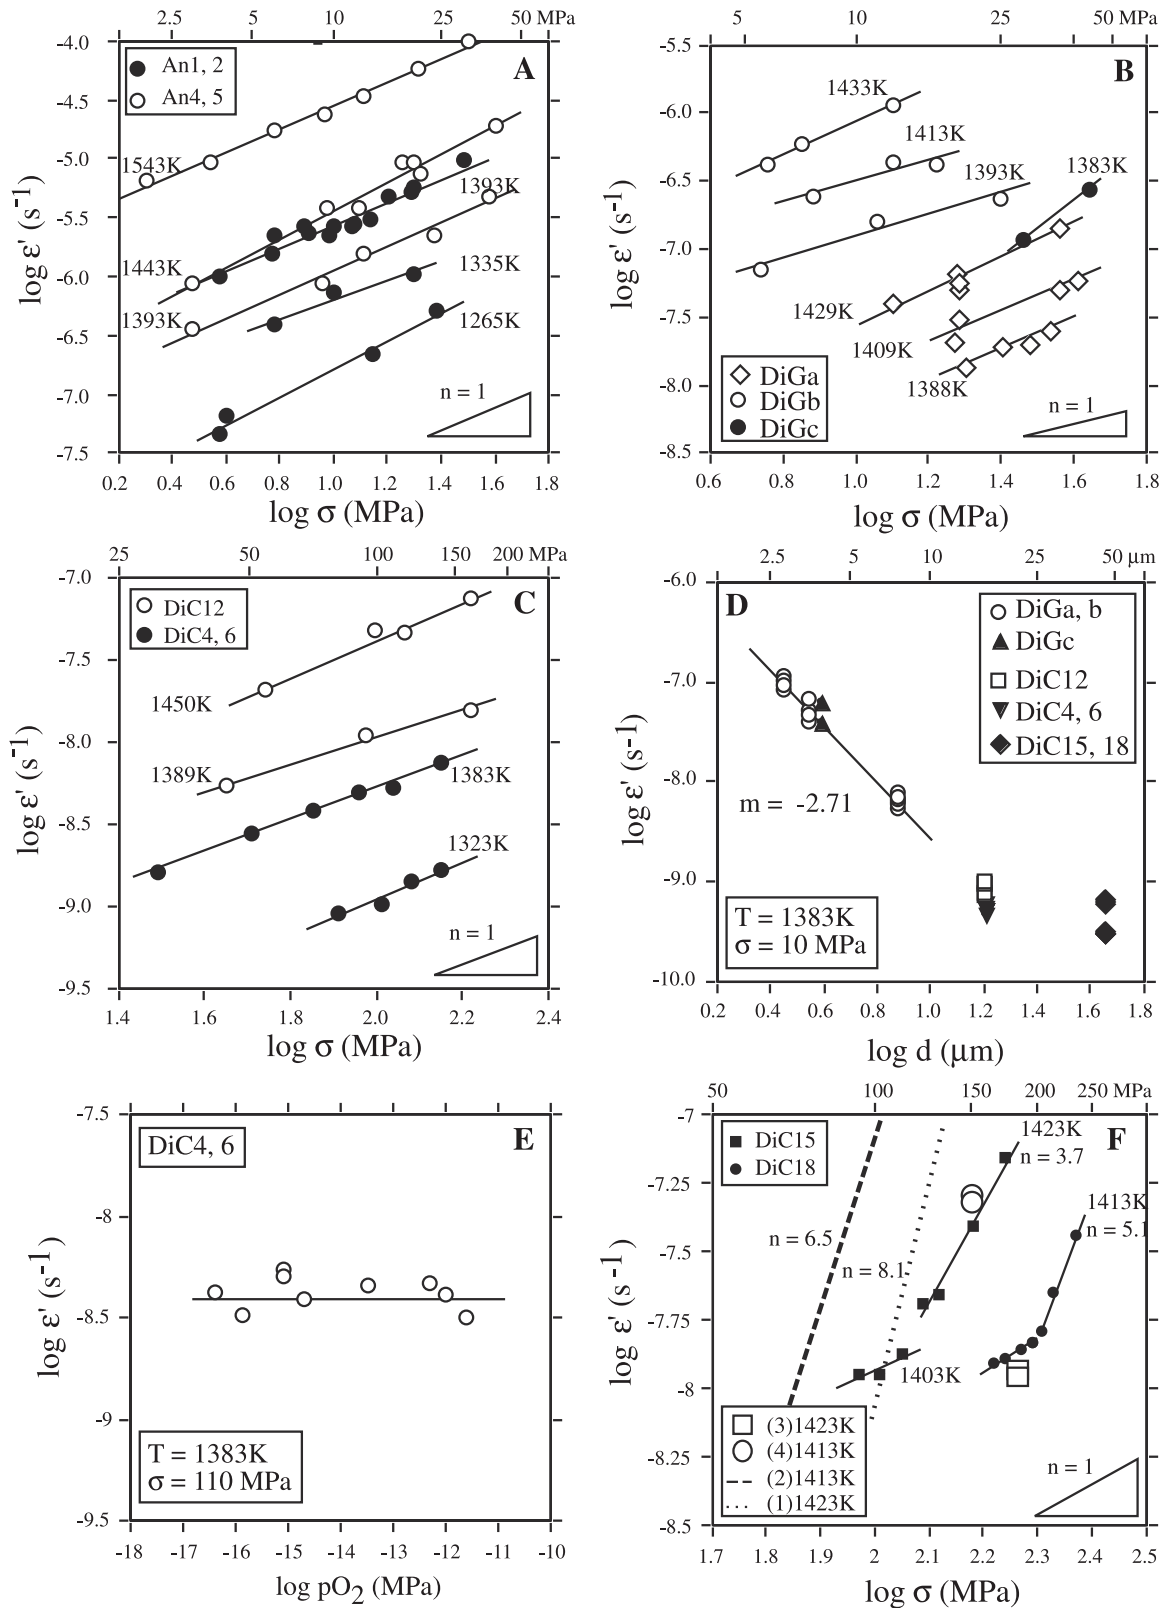 2.5 5 10 25 50 MPa
-4.0
-4.5
-5.0
-5.5
-6.0
-6.5
-7.0
-7.5
An1, 2
An4, 5
A
1543K
1393K
1443K
1335K
1393K
1265K
n = 1
0.2 0.4 0.6 0.8 1.0 1.2 1.4 1.6 1.8
log ε' (s⁻¹)
log σ (MPa)
5 10 25 50 MPa
-5.5
-6.0
-6.5
-7.0
-7.5
-8.0
-8.5
B
1433K
1413K
1393K
1383K
1429K
1409K
1388K
DiGa
DiGb
DiGc
n = 1
0.6 0.8 1.0 1.2 1.4 1.6 1.8
log ε' (s⁻¹)
log σ (MPa)
25 50 100 150 200 MPa
-7.0
-7.5
-8.0
-8.5
-9.0
-9.5
DiC12
DiC4, 6
C
1450K
1389K
1383K
1323K
n = 1
1.4 1.6 1.8 2.0 2.2 2.4
log ε' (s⁻¹)
log σ (MPa)
2.5 5 10 25 50 μm
-6.0
-7.0
-8.0
-9.0
-10.0
D
DiGa, b
DiGc
DiC12
DiC4, 6
DiC15, 18
m = -2.71
T = 1383K
σ = 10 MPa
0.2 0.4 0.6 0.8 1.0 1.2 1.4 1.6 1.8
log ε' (s⁻¹)
log d (μm)
-7.5
-8
-8.5
-9
-9.5
DiC4, 6
E
T = 1383K
σ = 110 MPa
-18 -17 -16 -15 -14 -13 -12 -11 -10
log ε' (s⁻¹)
log pO₂ (MPa)
50 100 150 200 250 MPa
-7
-7.25
-7.5
-7.75
-8
-8.25
-8.5
DiC15
DiC18
F
1423K
n = 3.7
1413K
n = 5.1
n = 6.5
n = 8.1
1403K
(3)1423K
(4)1413K
(2)1413K
(1)1423K
n = 1
1.7 1.8 1.9 2 2.1 2.2 2.3 2.4 2.5
log ε' (s⁻¹)
log σ (MPa)